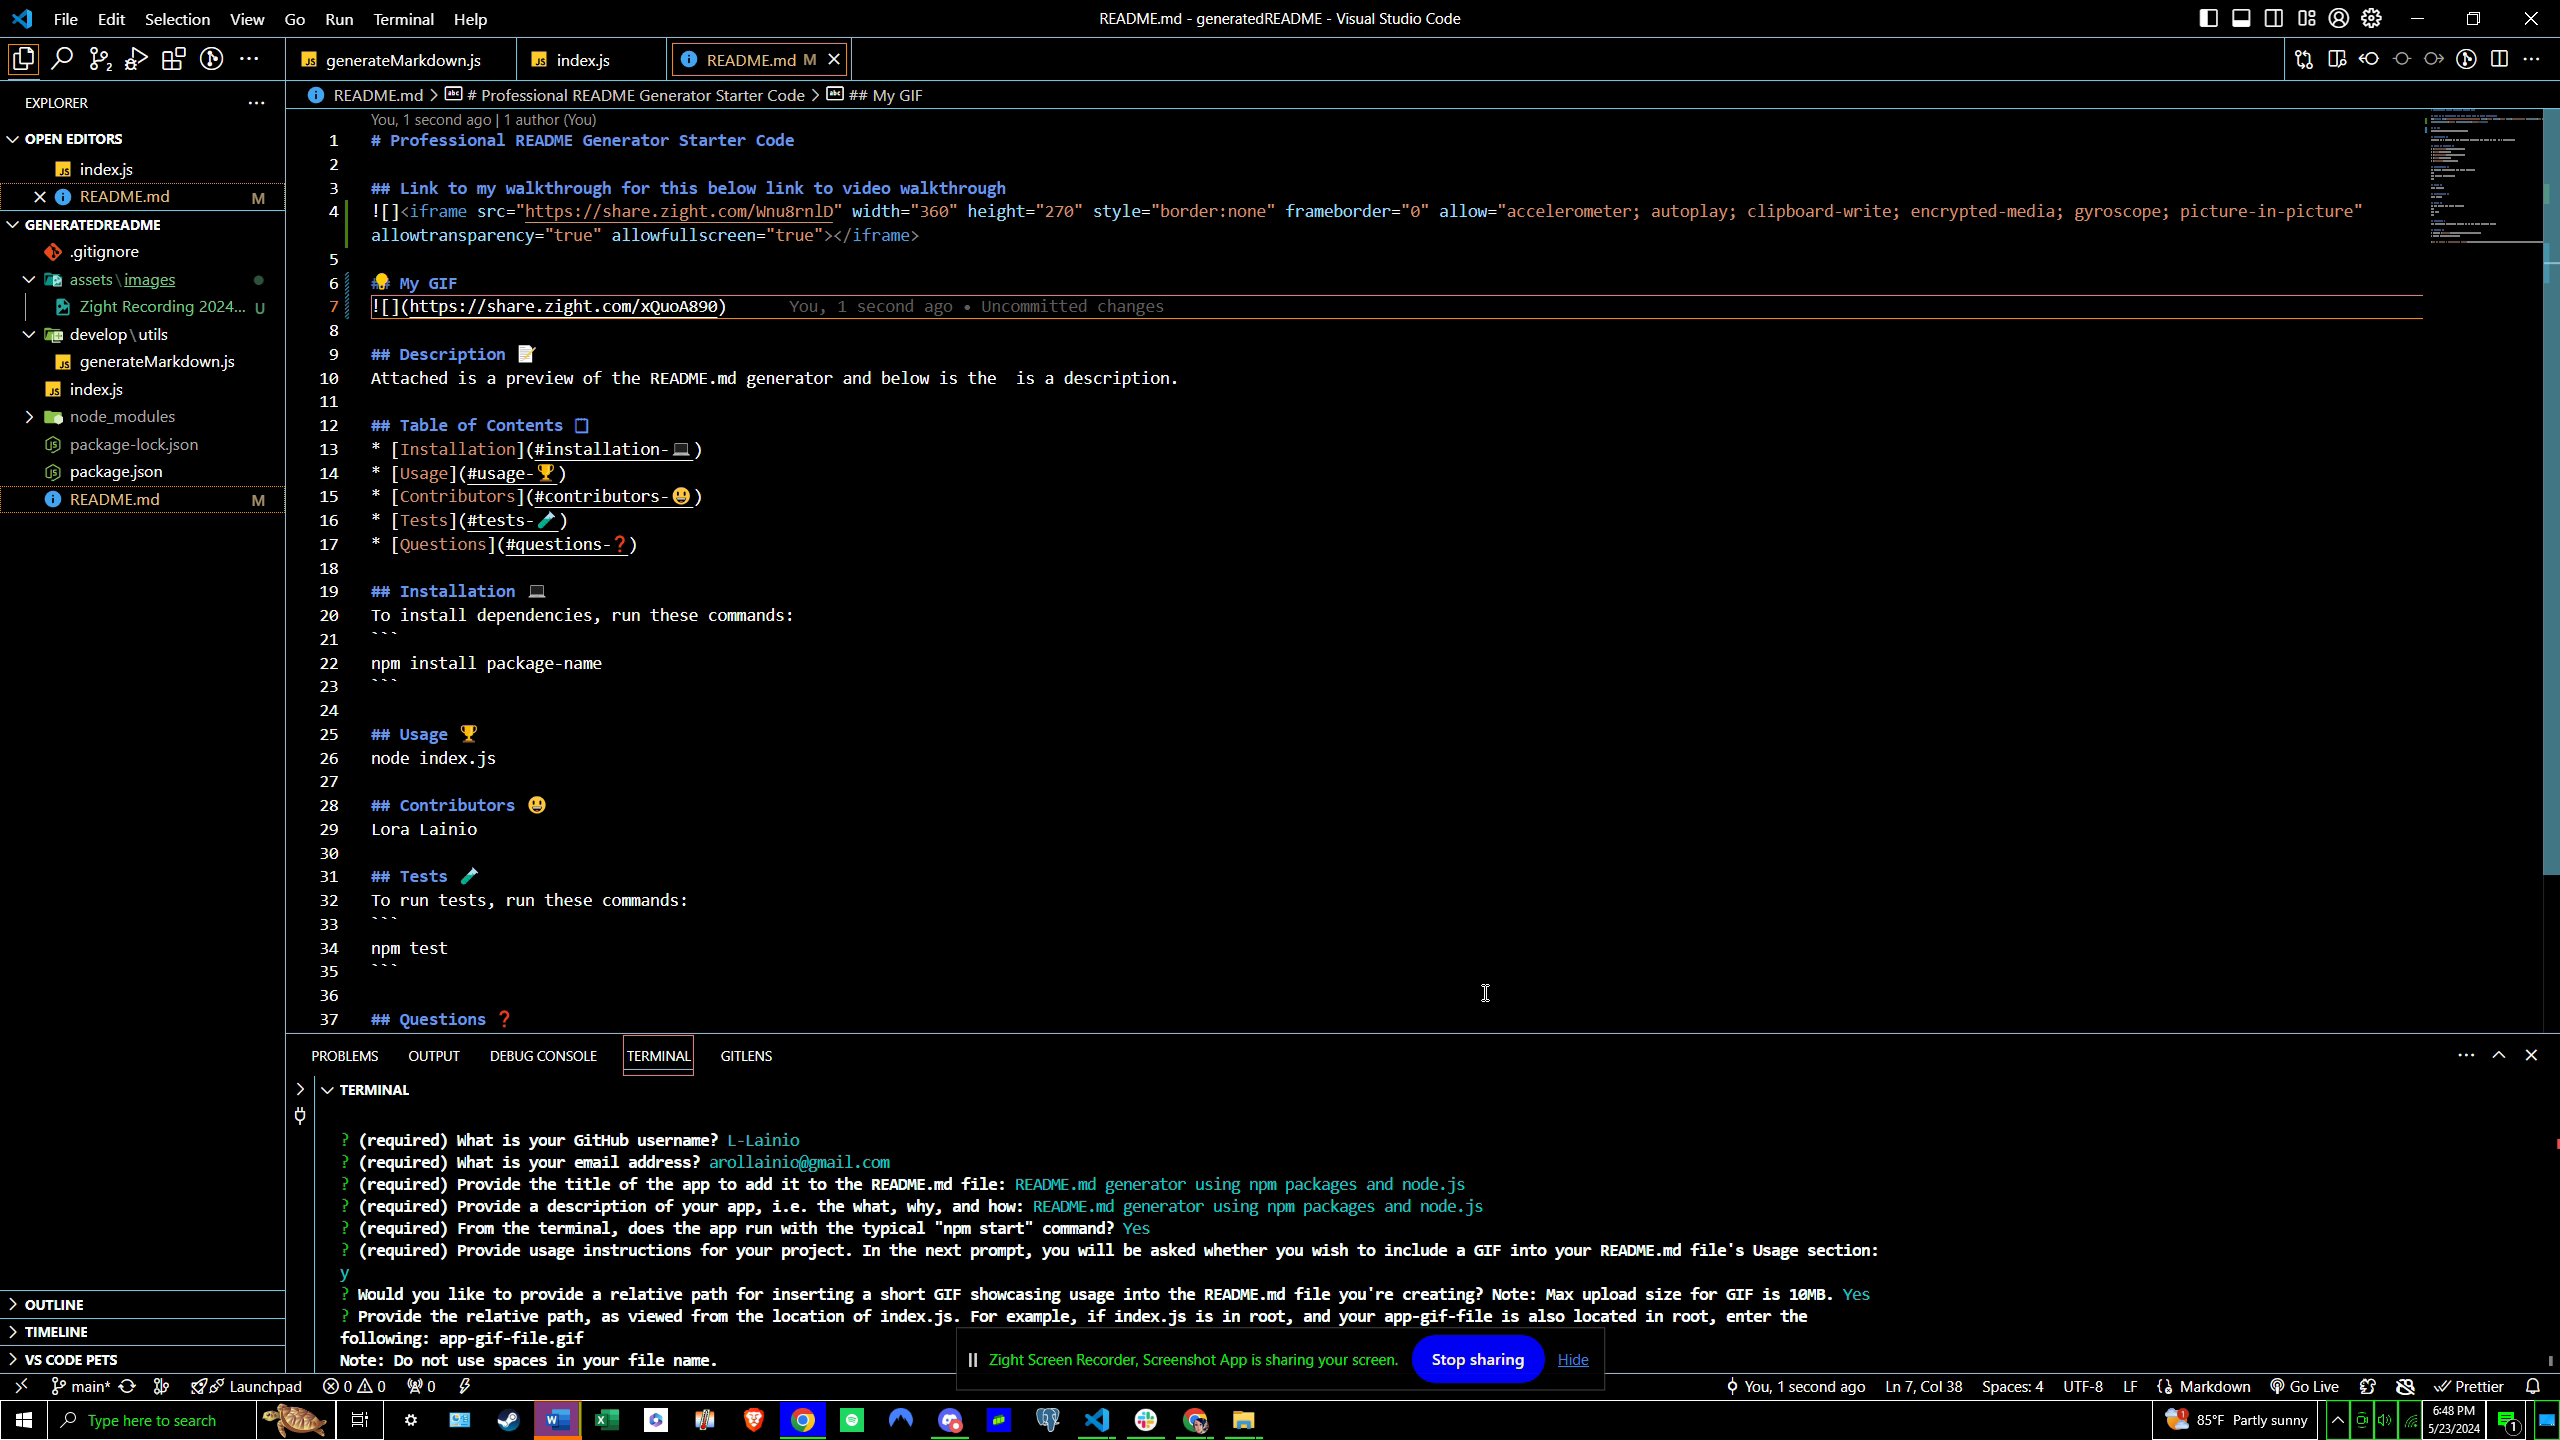 File Edit Selection View Go Run Terminal Help
README.md - generatedREADME - Visual Studio Code
generateMarkdown.js
index.js
README.md M
EXPLORER
OPEN EDITORS
index.js
README.md M
GENERATEDREADME
.gitignore
assets\images
Zight Recording 2024... U
develop\utils
generateMarkdown.js
index.js
node_modules
package-lock.json
package.json
README.md M
OUTLINE
TIMELINE
VS CODE PETS
README.md > # Professional README Generator Starter Code > ## My GIF
You, 1 second ago | 1 author (You)
1 # Professional README Generator Starter Code
2
3 ## Link to my walkthrough for this below link to video walkthrough
4 ![]<iframe src="https://share.zight.com/Wnu8rnlD" width="360" height="270" style="border:none" frameborder="0" allow="accelerometer; autoplay; clipboard-write; encrypted-media; gyroscope; picture-in-picture"
allowtransparency="true" allowfullscreen="true"></iframe>
5
6 ## My GIF
7 ![](https://share.zight.com/xQuoA890) You, 1 second ago • Uncommitted changes
8
9 ## Description 📝
10 Attached is a preview of the README.md generator and below is the  is a description.
11
12 ## Table of Contents 🗒️
13 * [Installation](#installation-💻)
14 * [Usage](#usage-🏆)
15 * [Contributors](#contributors-😃)
16 * [Tests](#tests-🧪)
17 * [Questions](#questions-❓)
18
19 ## Installation 💻
20 To install dependencies, run these commands:
21 ```
22 npm install package-name
23 ```
24
25 ## Usage 🏆
26 node index.js
27
28 ## Contributors 😃
29 Lora Lainio
30
31 ## Tests 🧪
32 To run tests, run these commands:
33 ```
34 npm test
35 ```
36
37 ## Questions ❓
PROBLEMS OUTPUT DEBUG CONSOLE TERMINAL GITLENS
TERMINAL
? (required) What is your GitHub username? L-Lainio
? (required) What is your email address? arollainio@gmail.com
? (required) Provide the title of the app to add it to the README.md file: README.md generator using npm packages and node.js
? (required) Provide a description of your app, i.e. the what, why, and how: README.md generator using npm packages and node.js
? (required) From the terminal, does the app run with the typical "npm start" command? Yes
? (required) Provide usage instructions for your project. In the next prompt, you will be asked whether you wish to include a GIF into your README.md file's Usage section:
y
? Would you like to provide a relative path for inserting a short GIF showcasing usage into the README.md file you're creating? Note: Max upload size for GIF is 10MB. Yes
? Provide the relative path, as viewed from the location of index.js. For example, if index.js is in root, and your app-gif-file is also located in root, enter the
following: app-gif-file.gif
Note: Do not use spaces in your file name.
Zight Screen Recorder, Screenshot App is sharing your screen. Stop sharing Hide
main* Launchpad 0 0 0
You, 1 second ago Ln 7, Col 38 Spaces: 4 UTF-8 LF Markdown Go Live Prettier
Type here to search
85°F Partly sunny
6:48 PM
5/23/2024
1